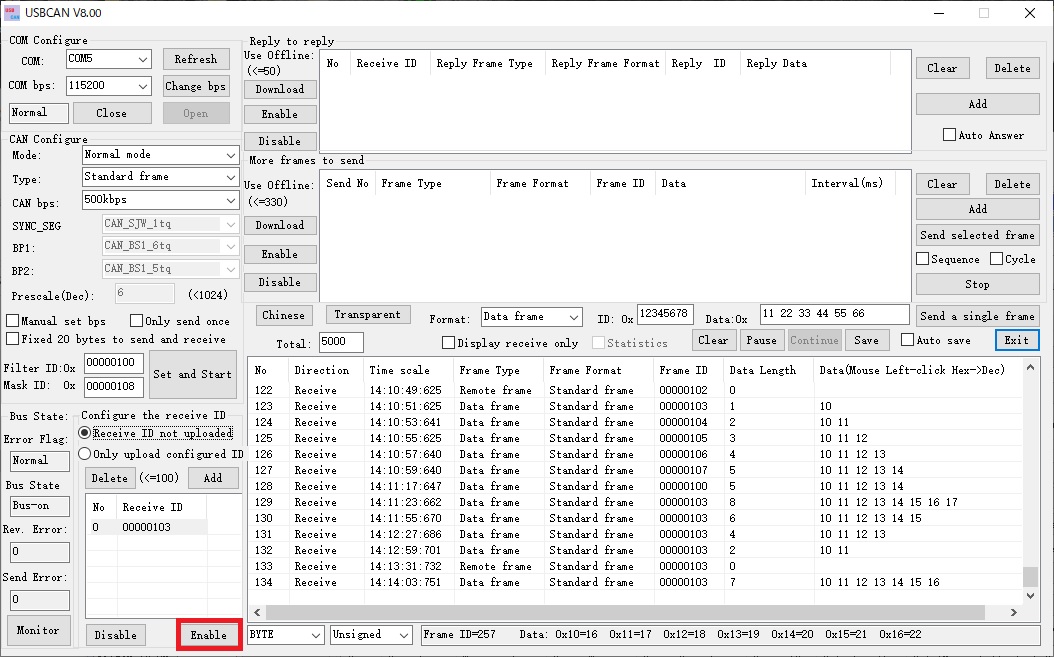 USBCAN V8.00
COM Configure
COM: COM5 Refresh
COM bps: 115200 Change bps
Normal Close Open
CAN Configure
Mode: Normal mode
Type: Standard frame
CAN bps: 500kbps
SYNC_SEG CAN_SJW_1tq
BP1: CAN_BS1_6tq
BP2: CAN_BS1_5tq
Prescale(Dec): 6 (<1024)
Manual set bps Only send once
Fixed 20 bytes to send and receive
Filter ID:0x 00000100
Mask ID: 0x 00000108
Set and Start
Bus State:
Error Flag:
Normal
Bus State
Bus-on
Rev. Error:
0
Send Error:
0
Monitor
Configure the receive ID
Receive ID not uploaded
Only upload configured ID
Delete (<=100) Add
No Receive ID
0 00000103
Disable Enable
Reply to reply
Use Offline:
(<=50)
Download
Enable
Disable
No Receive ID Reply Frame Type Reply Frame Format Reply ID Reply Data
Clear Delete
Add
Auto Answer
More frames to send
Use Offline:
(<=330)
Download
Enable
Disable
Send No Frame Type Frame Format Frame ID Data Interval(ms)
Clear Delete
Add
Send selected frame
Sequence Cycle
Stop
Chinese Transparent Format: Data frame ID: 0x 12345678 Data:0x 11 22 33 44 55 66 Send a single frame
Total: 5000 Display receive only Statistics Clear Pause Continue Save Auto save Exit
No Direction Time scale Frame Type Frame Format Frame ID Data Length Data(Mouse Left-click Hex->Dec)
122 Receive 14:10:49:625 Remote frame Standard frame 00000102 0
123 Receive 14:10:51:625 Data frame Standard frame 00000103 1 10
124 Receive 14:10:53:641 Data frame Standard frame 00000104 2 10 11
125 Receive 14:10:55:625 Data frame Standard frame 00000105 3 10 11 12
126 Receive 14:10:57:640 Data frame Standard frame 00000106 4 10 11 12 13
127 Receive 14:10:59:640 Data frame Standard frame 00000107 5 10 11 12 13 14
128 Receive 14:11:17:647 Data frame Standard frame 00000100 5 10 11 12 13 14
129 Receive 14:11:23:662 Data frame Standard frame 00000103 8 10 11 12 13 14 15 16 17
130 Receive 14:11:55:670 Data frame Standard frame 00000103 6 10 11 12 13 14 15
131 Receive 14:12:27:686 Data frame Standard frame 00000103 4 10 11 12 13
132 Receive 14:12:59:701 Data frame Standard frame 00000103 2 10 11
133 Receive 14:13:31:732 Remote frame Standard frame 00000103 0
134 Receive 14:14:03:751 Data frame Standard frame 00000103 7 10 11 12 13 14 15 16
BYTE Unsigned Frame ID=257 Data: 0x10=16 0x11=17 0x12=18 0x13=19 0x14=20 0x15=21 0x16=22